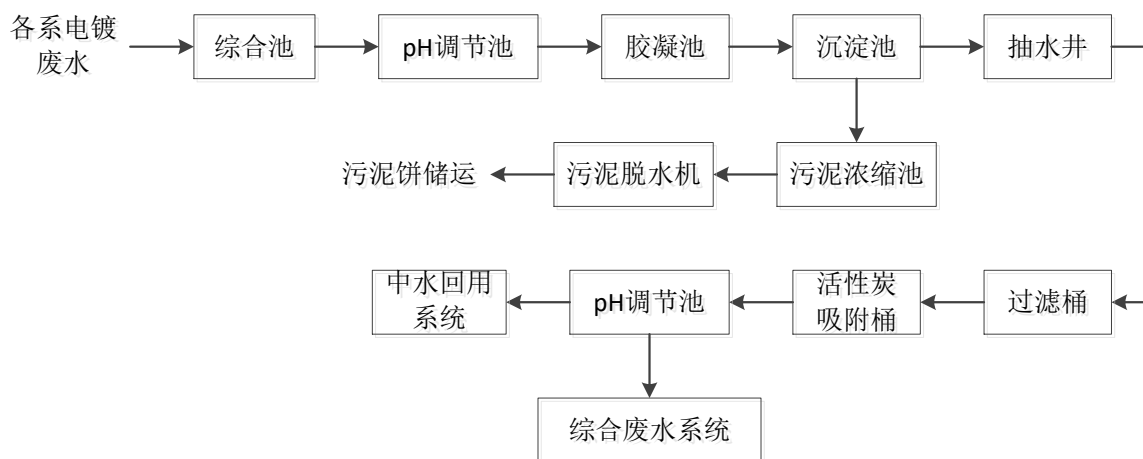 各系电镀
废水
综合池
pH调节池
胶凝池
沉淀池
抽水井
污泥饼储运
污泥脱水机
污泥浓缩池
中水回用
系统
pH调节池
活性炭
吸附桶
过滤桶
综合废水系统